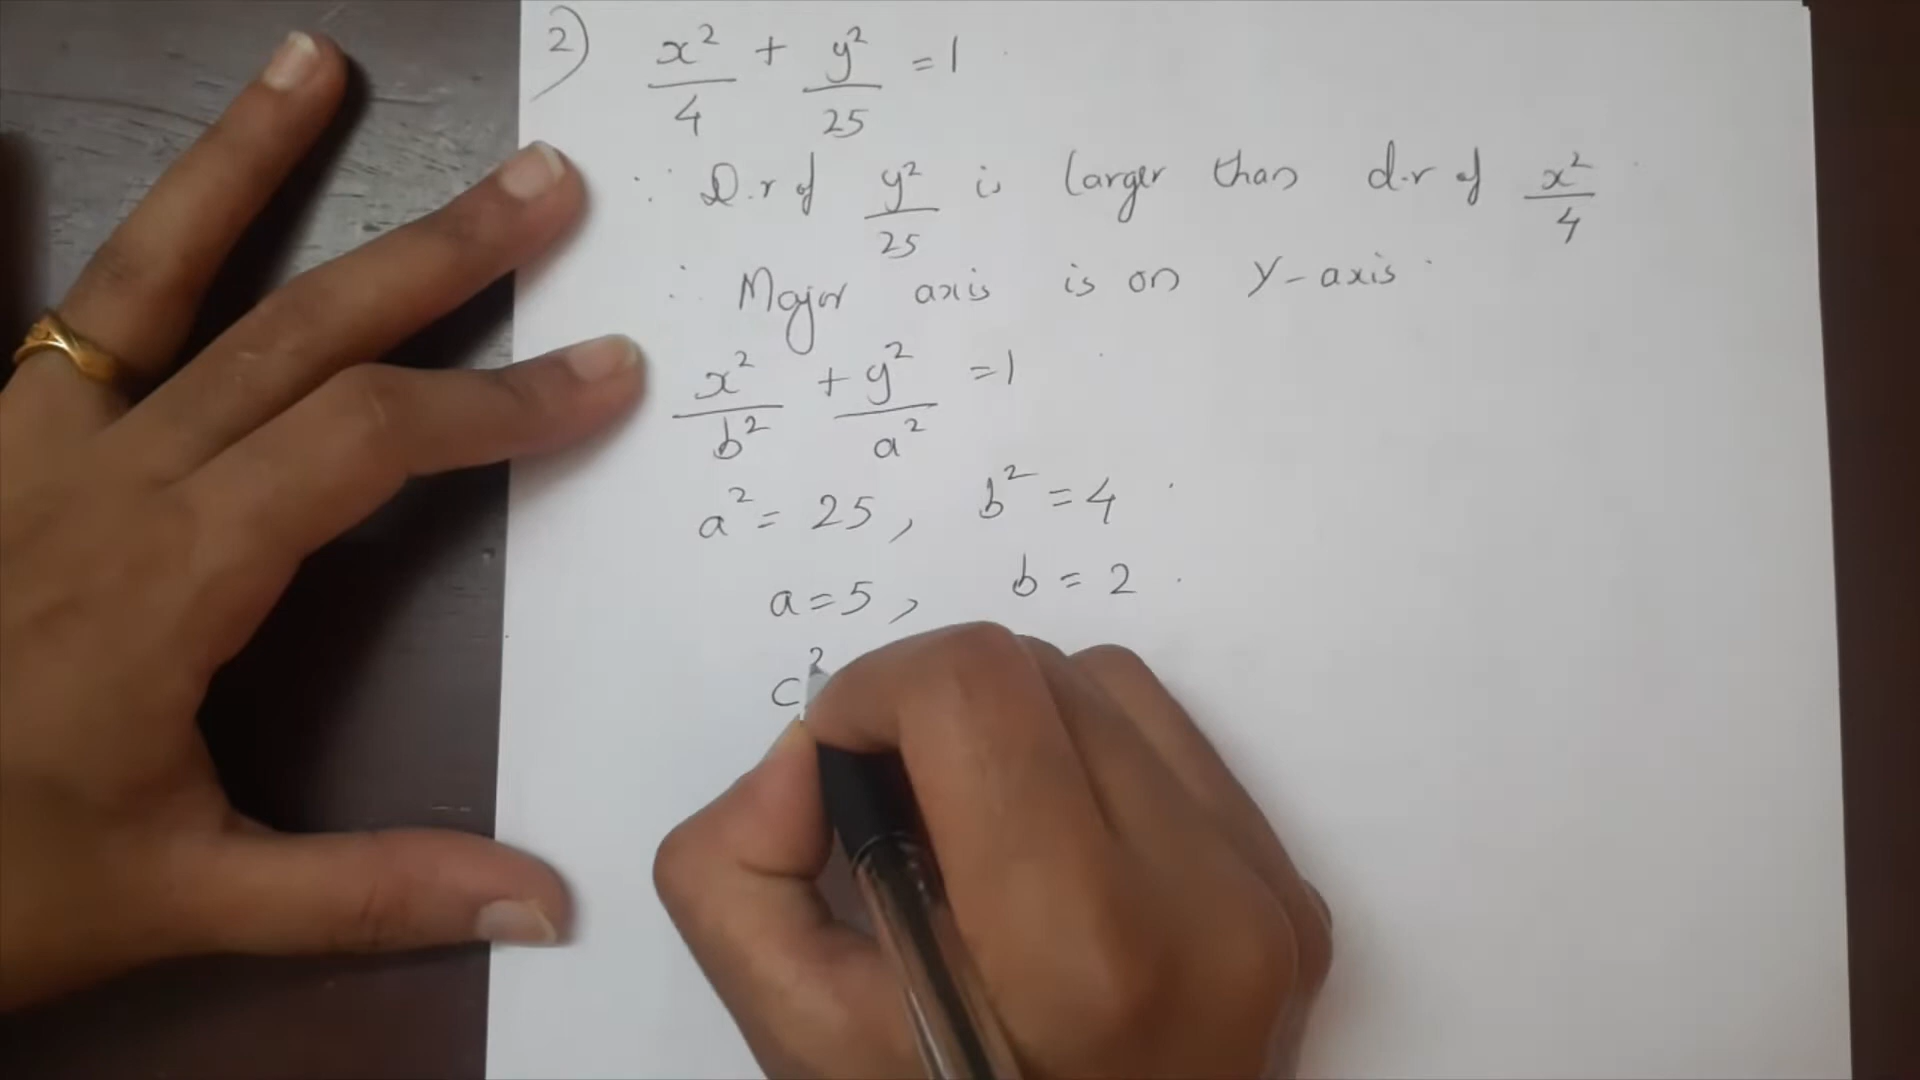 2) x²/4 + y²/25 = 1
∵ D.r of y²/25 is larger than d.r of x²/4
∴ Major axis is on Y-axis.
x²/b² + y²/a² = 1
a² = 25, b² = 4
a = 5, b = 2
c²